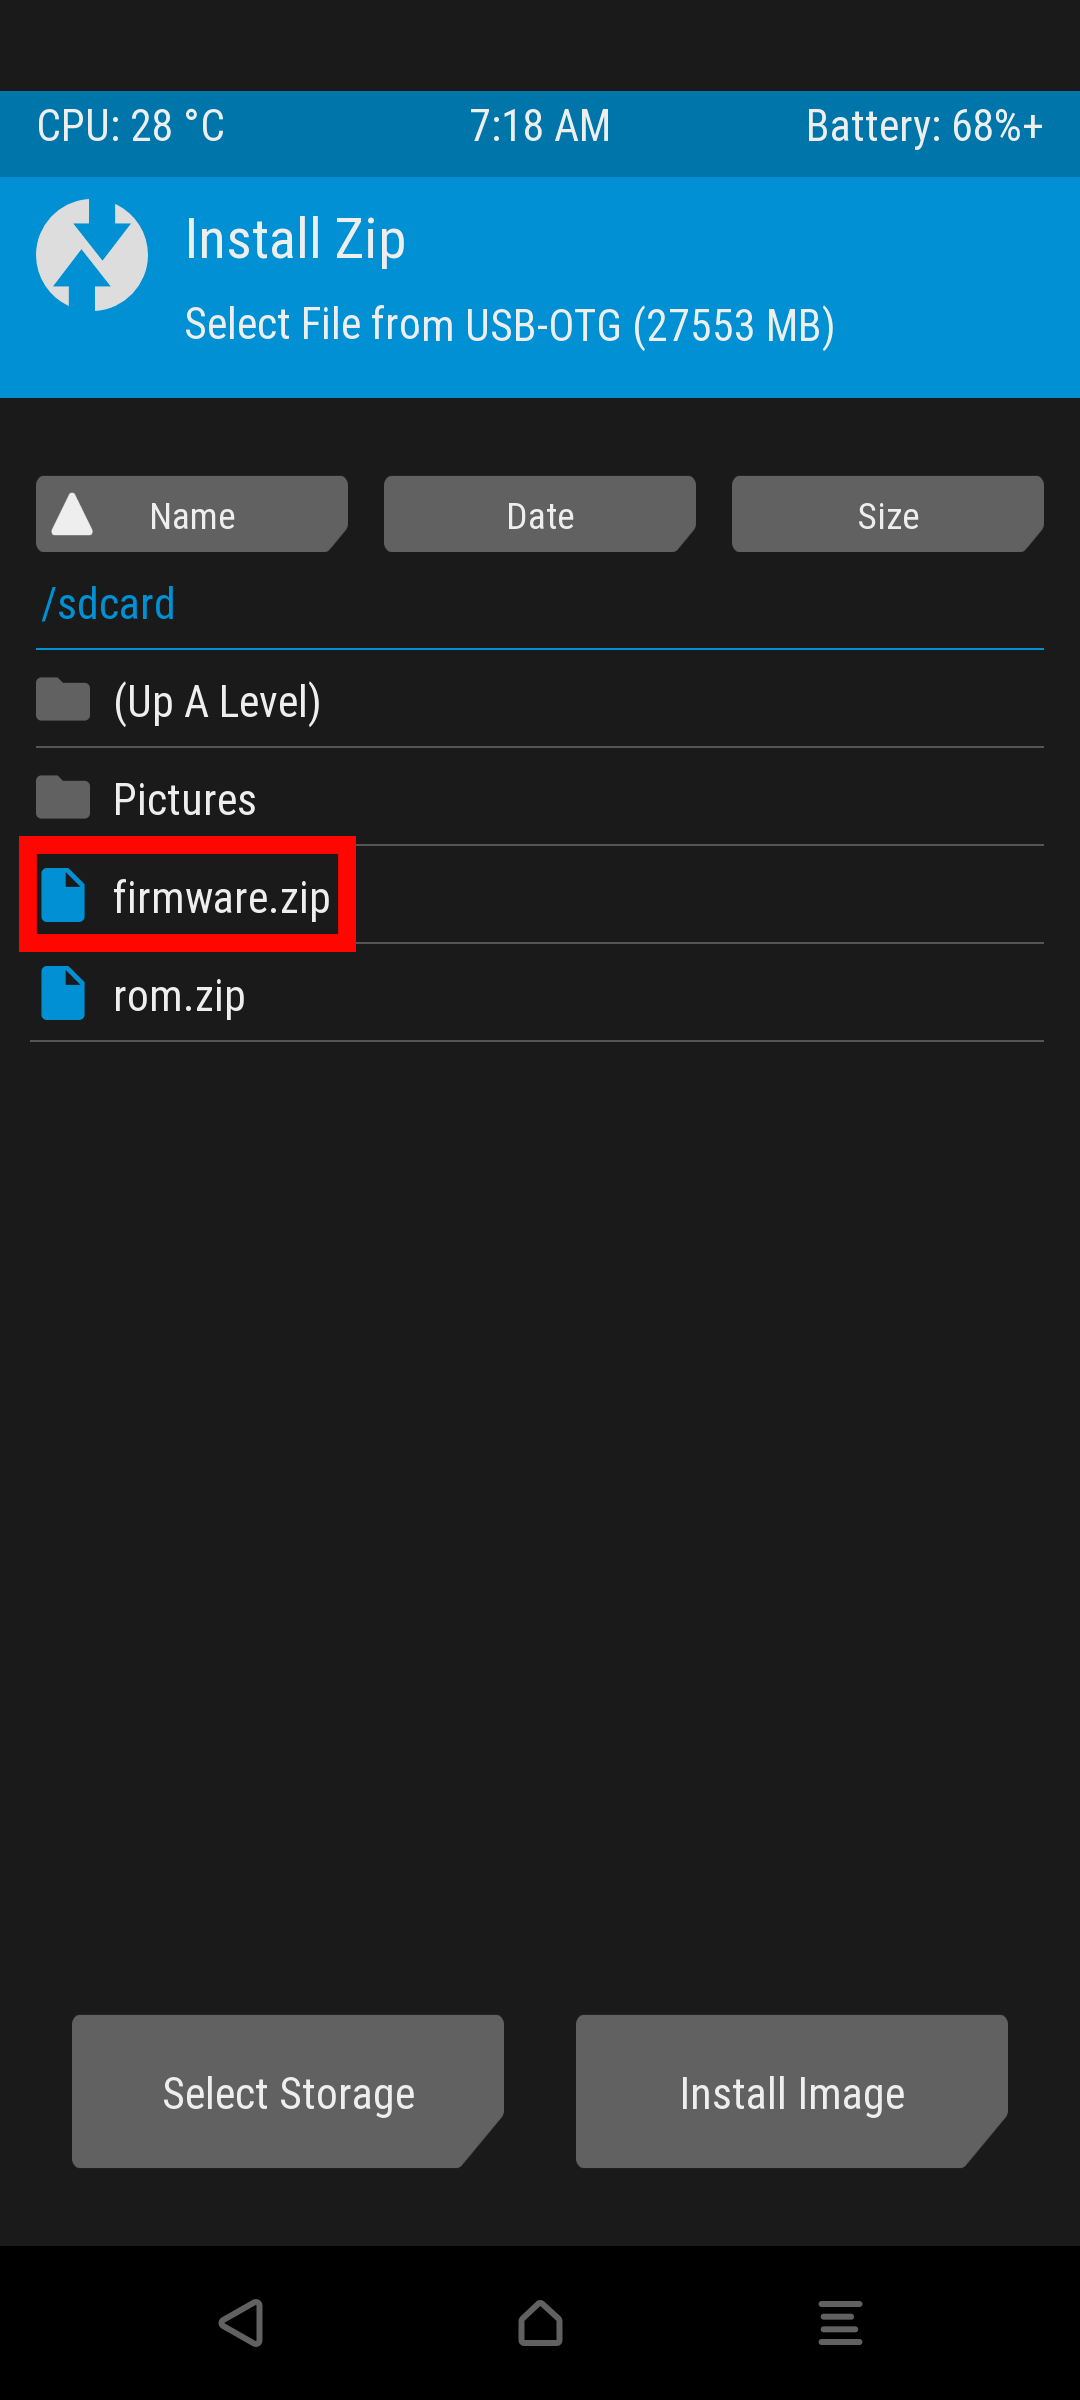 CPU: 28 °C 7:18 AM Battery: 68%+
Install Zip
Select File from USB-OTG (27553 MB)
Name Date Size
/sdcard
(Up A Level)
Pictures
firmware.zip
rom.zip
Select Storage Install Image